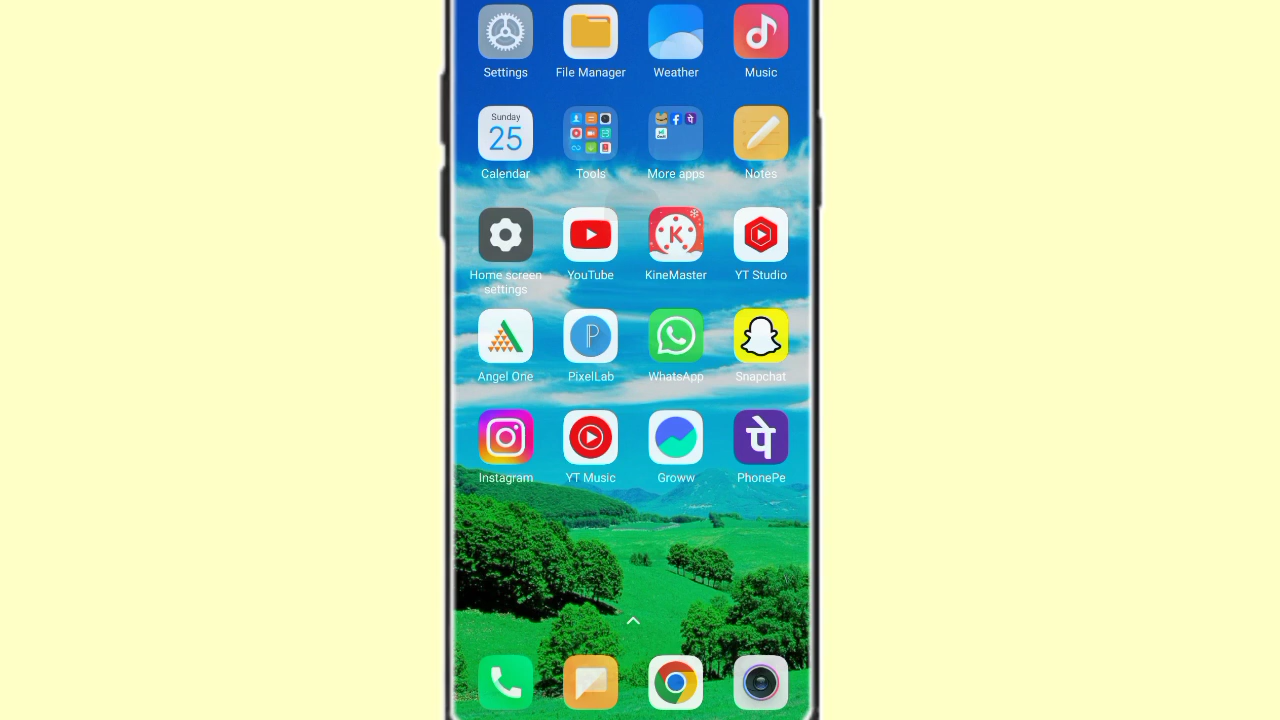 Settings
File Manager
Weather
Music
Sunday
25
Calendar
Tools
More apps
Notes
Home screen
settings
YouTube
K
KineMaster
YT Studio
Angel One
P
PixelLab
WhatsApp
Snapchat
Instagram
YT Music
Groww
पे
PhonePe